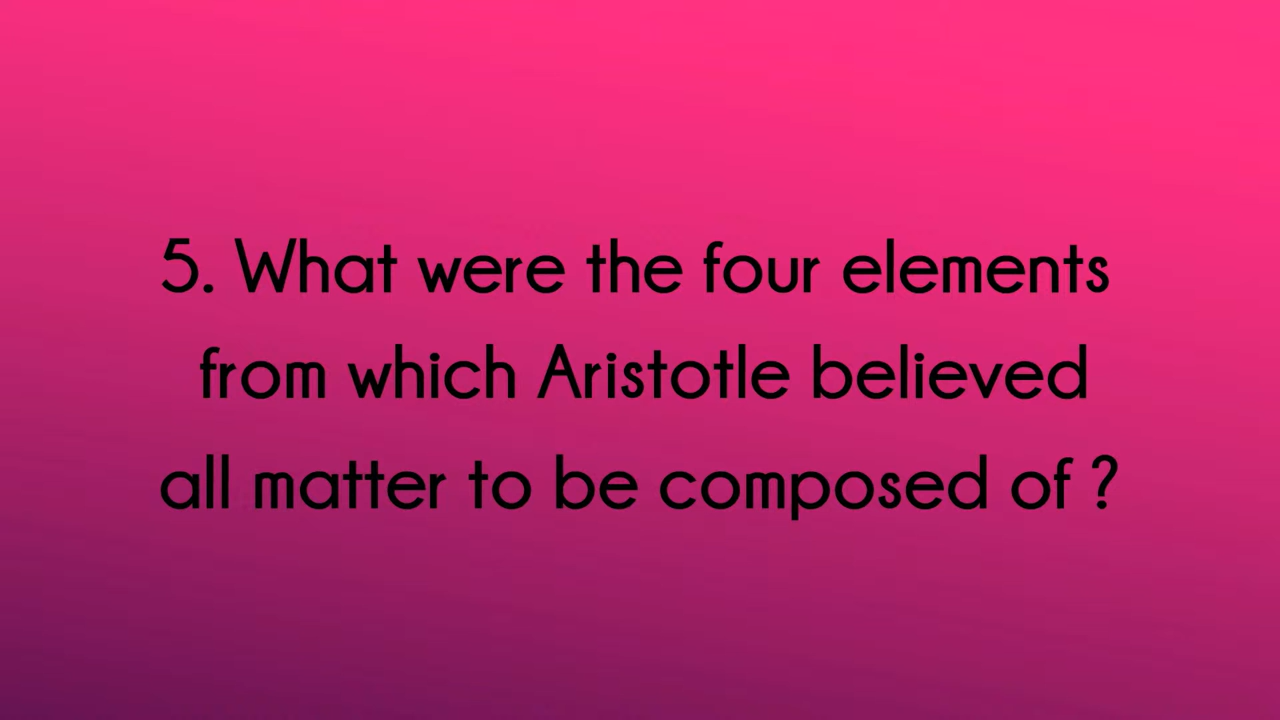 5. What were the four elements
from which Aristotle believed
all matter to be composed of ?